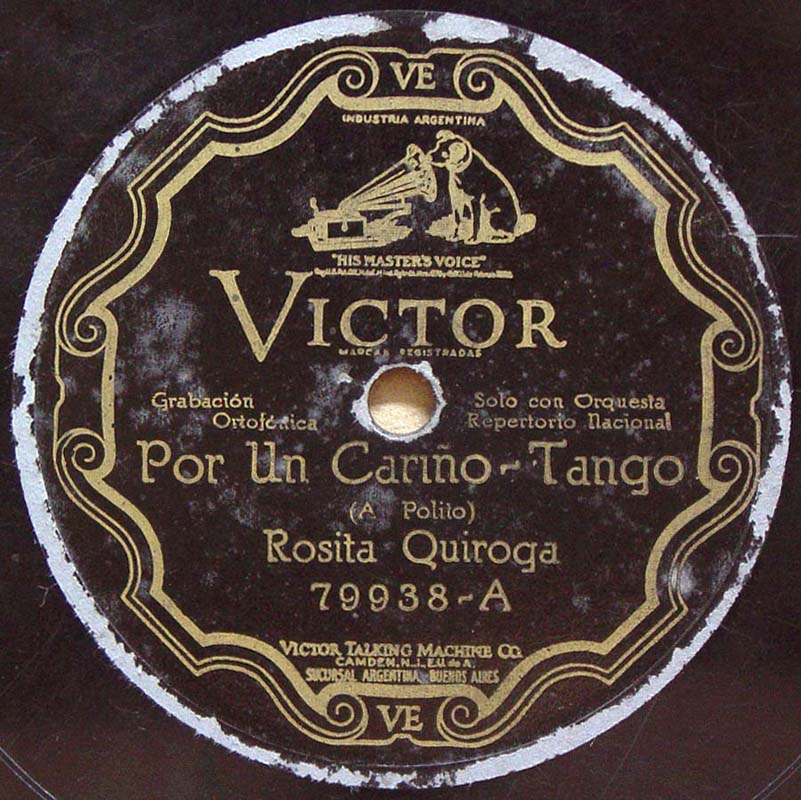 VE
INDUSTRIA ARGENTINA
"HIS MASTER'S VOICE"
VICTOR
MARCAS REGISTRADAS
Grabación
Ortofónica
Solo con Orquesta
Repertorio Nacional
Por Un Cariño - Tango
(A Polito)
Rosita Quiroga
79938-A
VICTOR TALKING MACHINE CO.
CAMDEN, N.J., E.U. de A.
SUCURSAL ARGENTINA, BUENOS AIRES
VE